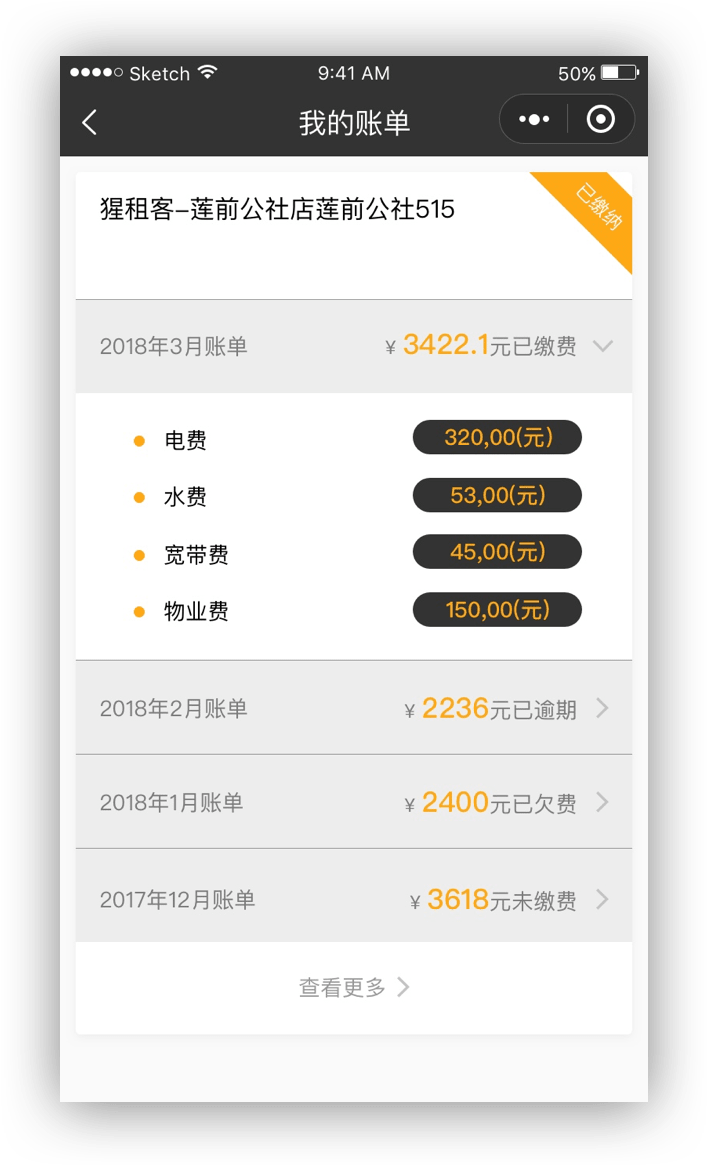 Sketch 9:41 AM 50%
我的账单
已缴纳
猩租客–莲前公社店莲前公社515
2018年3月账单 ¥ 3422.1元已缴费
电费 320,00(元)
水费 53,00(元)
宽带费 45,00(元)
物业费 150,00(元)
2018年2月账单 ¥ 2236元已逾期
2018年1月账单 ¥ 2400元已欠费
2017年12月账单 ¥ 3618元未缴费
查看更多